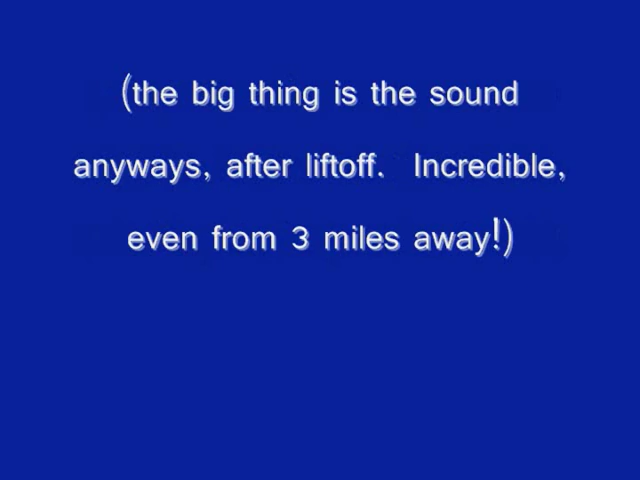 (the big thing is the sound
anyways, after liftoff.  Incredible,
even from 3 miles away!)